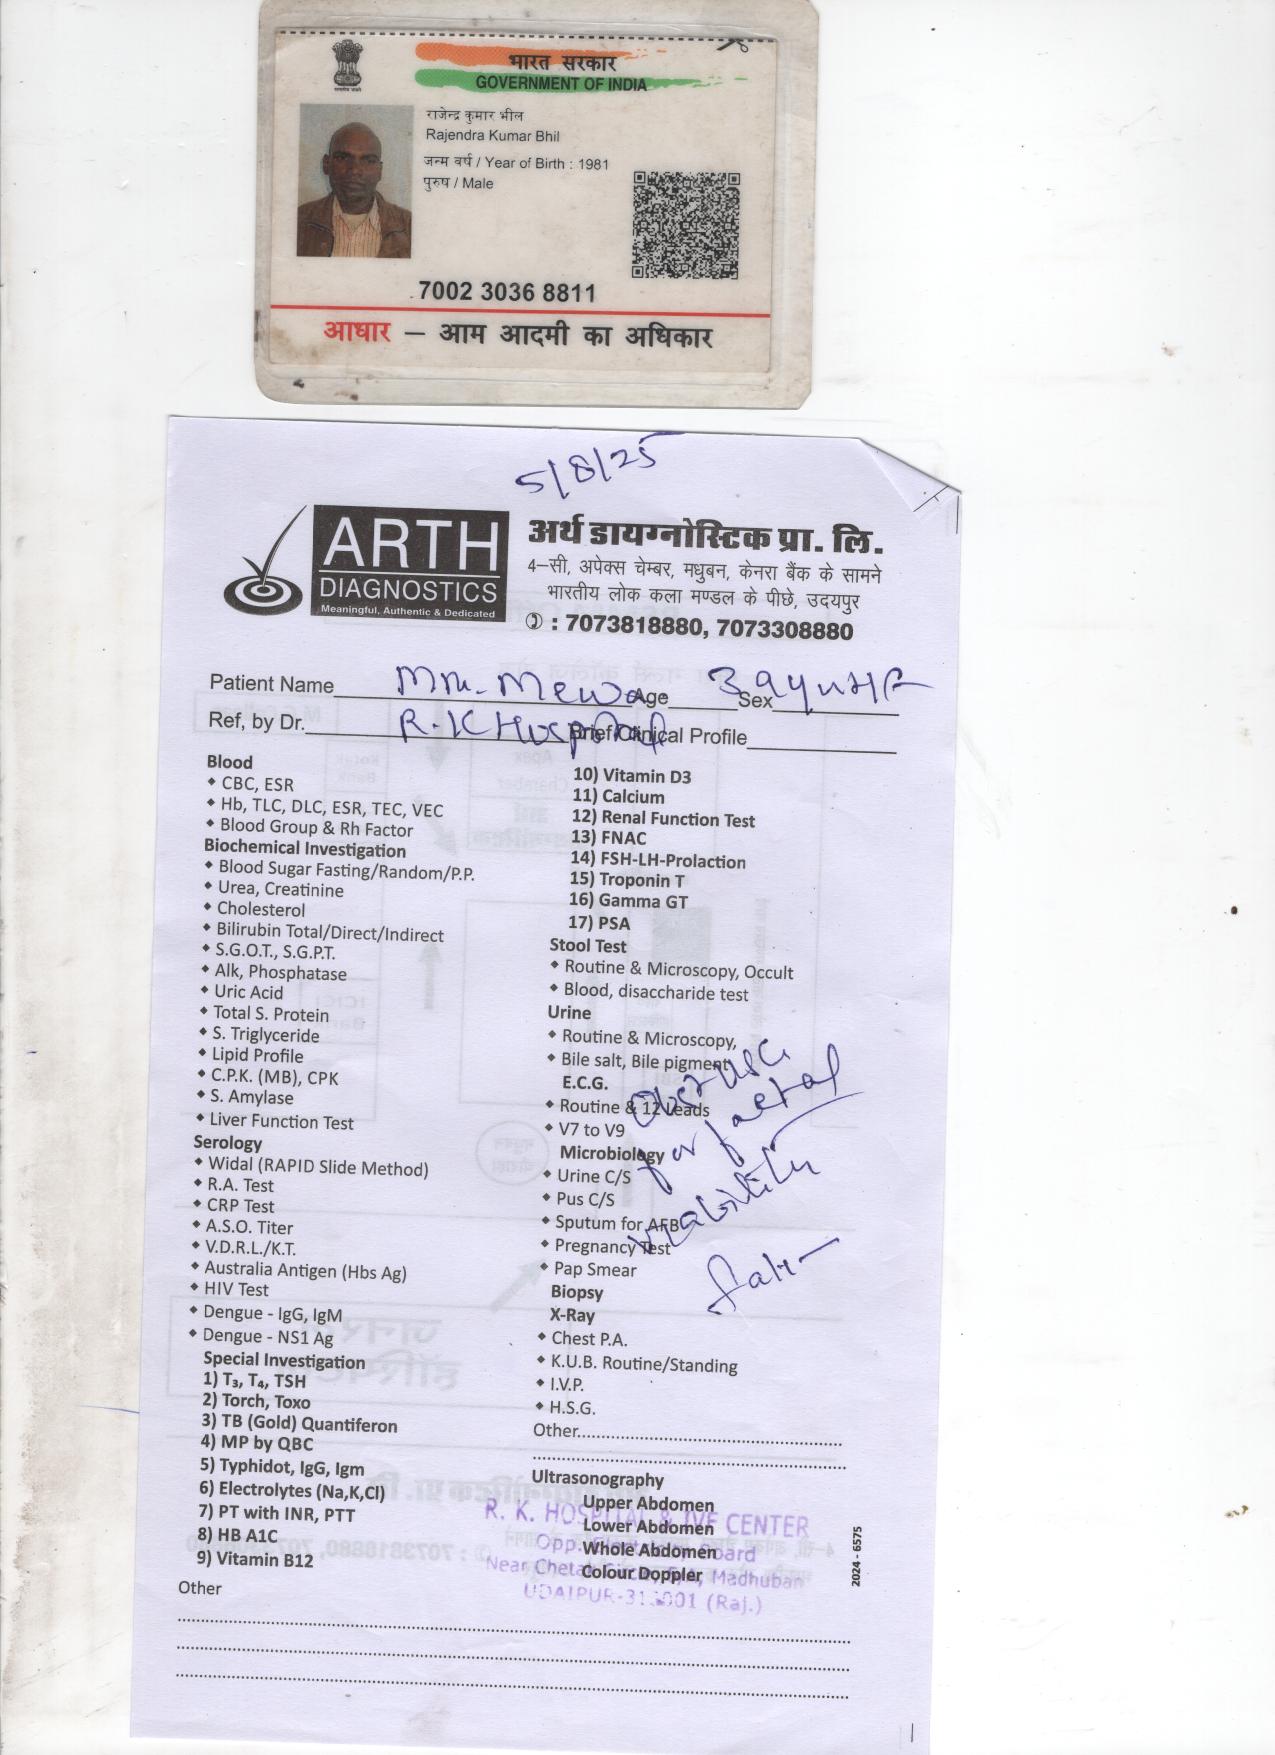 भारत सरकार
GOVERNMENT OF INDIA
राजेन्द्र कुमार भील
Rajendra Kumar Bhil
जन्म वर्ष / Year of Birth : 1981
पुरुष / Male
7002 3036 8811
आधार – आम आदमी का अधिकार
5/8/25
ARTH
DIAGNOSTICS
Meaningful, Authentic & Dedicated
अर्थ डायग्नोस्टिक प्रा. लि.
4–सी, अपेक्स चेम्बर, मधुबन, केनरा बैंक के सामने
भारतीय लोक कला मण्डल के पीछे, उदयपुर
: 7073818880, 7073308880
Patient Name Mewa Age 39 Sex F
Ref, by Dr. R.K Hospital Brief Clinical Profile
Blood
CBC, ESR
Hb, TLC, DLC, ESR, TEC, VEC
Blood Group & Rh Factor
Biochemical Investigation
Blood Sugar Fasting/Random/P.P.
Urea, Creatinine
Cholesterol
Bilirubin Total/Direct/Indirect
S.G.O.T., S.G.P.T.
Alk, Phosphatase
Uric Acid
Total S. Protein
S. Triglyceride
Lipid Profile
C.P.K. (MB), CPK
S. Amylase
Liver Function Test
Serology
Widal (RAPID Slide Method)
R.A. Test
CRP Test
A.S.O. Titer
V.D.R.L./K.T.
Australia Antigen (Hbs Ag)
HIV Test
Dengue - IgG, IgM
Dengue - NS1 Ag
Special Investigation
1) T₃, T₄, TSH
2) Torch, Toxo
3) TB (Gold) Quantiferon
4) MP by QBC
5) Typhidot, IgG, Igm
6) Electrolytes (Na,K,Cl)
7) PT with INR, PTT
8) HB A1C
9) Vitamin B12
Other
10) Vitamin D3
11) Calcium
12) Renal Function Test
13) FNAC
14) FSH-LH-Prolaction
15) Troponin T
16) Gamma GT
17) PSA
Stool Test
Routine & Microscopy, Occult
Blood, disaccharide test
Urine
Routine & Microscopy,
Bile salt, Bile pigment
E.C.G.
Routine & 12 Leads
V7 to V9
Microbiology
Urine C/S
Pus C/S
Sputum for AFB
Pregnancy Test
Pap Smear
Biopsy
X-Ray
Chest P.A.
K.U.B. Routine/Standing
I.V.P.
H.S.G.
Other
for faetal
viability
Ultrasonography
Upper Abdomen
Lower Abdomen
Whole Abdomen
Colour Doppler
R. K. HOSPITAL & IVF CENTER
Opp. Board
Near Chetak Madhuban
UDAIPUR-313001 (Raj.)
2024 - 6575